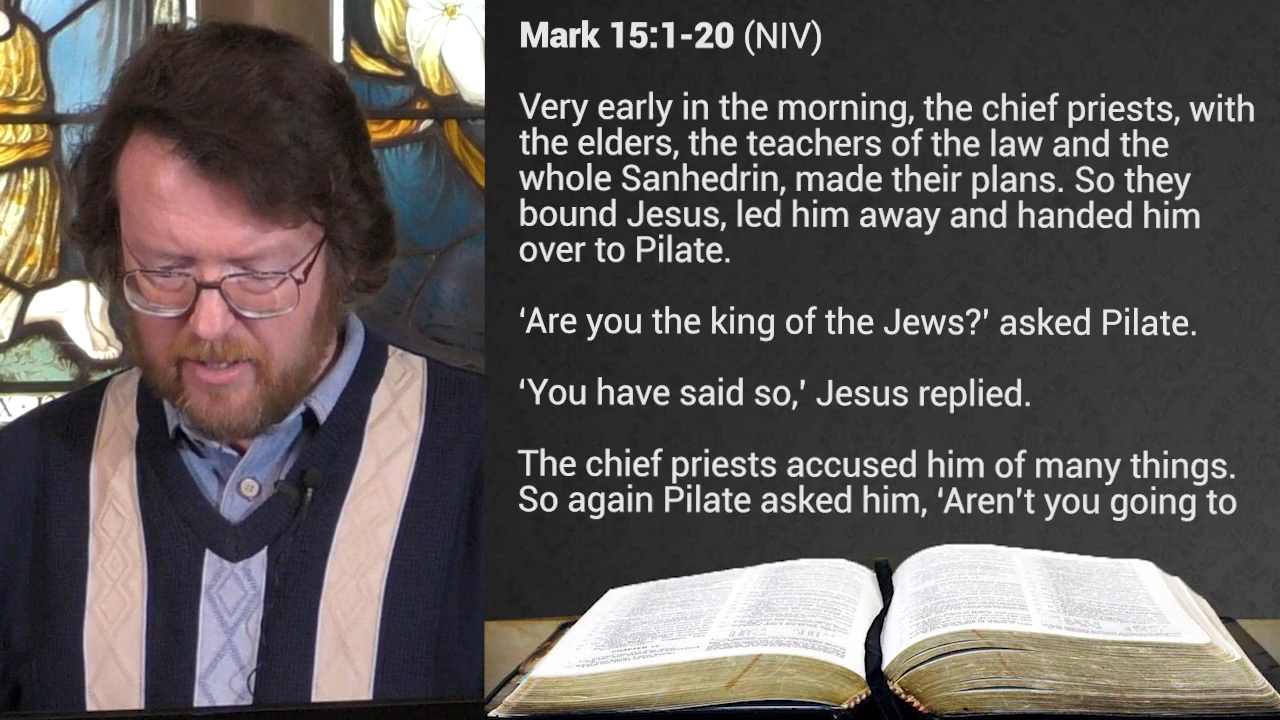 Mark 15:1-20 (NIV)
Very early in the morning, the chief priests, with
the elders, the teachers of the law and the
whole Sanhedrin, made their plans. So they
bound Jesus, led him away and handed him
over to Pilate.
‘Are you the king of the Jews?’ asked Pilate.
‘You have said so,’ Jesus replied.
The chief priests accused him of many things.
So again Pilate asked him, ‘Aren’t you going to